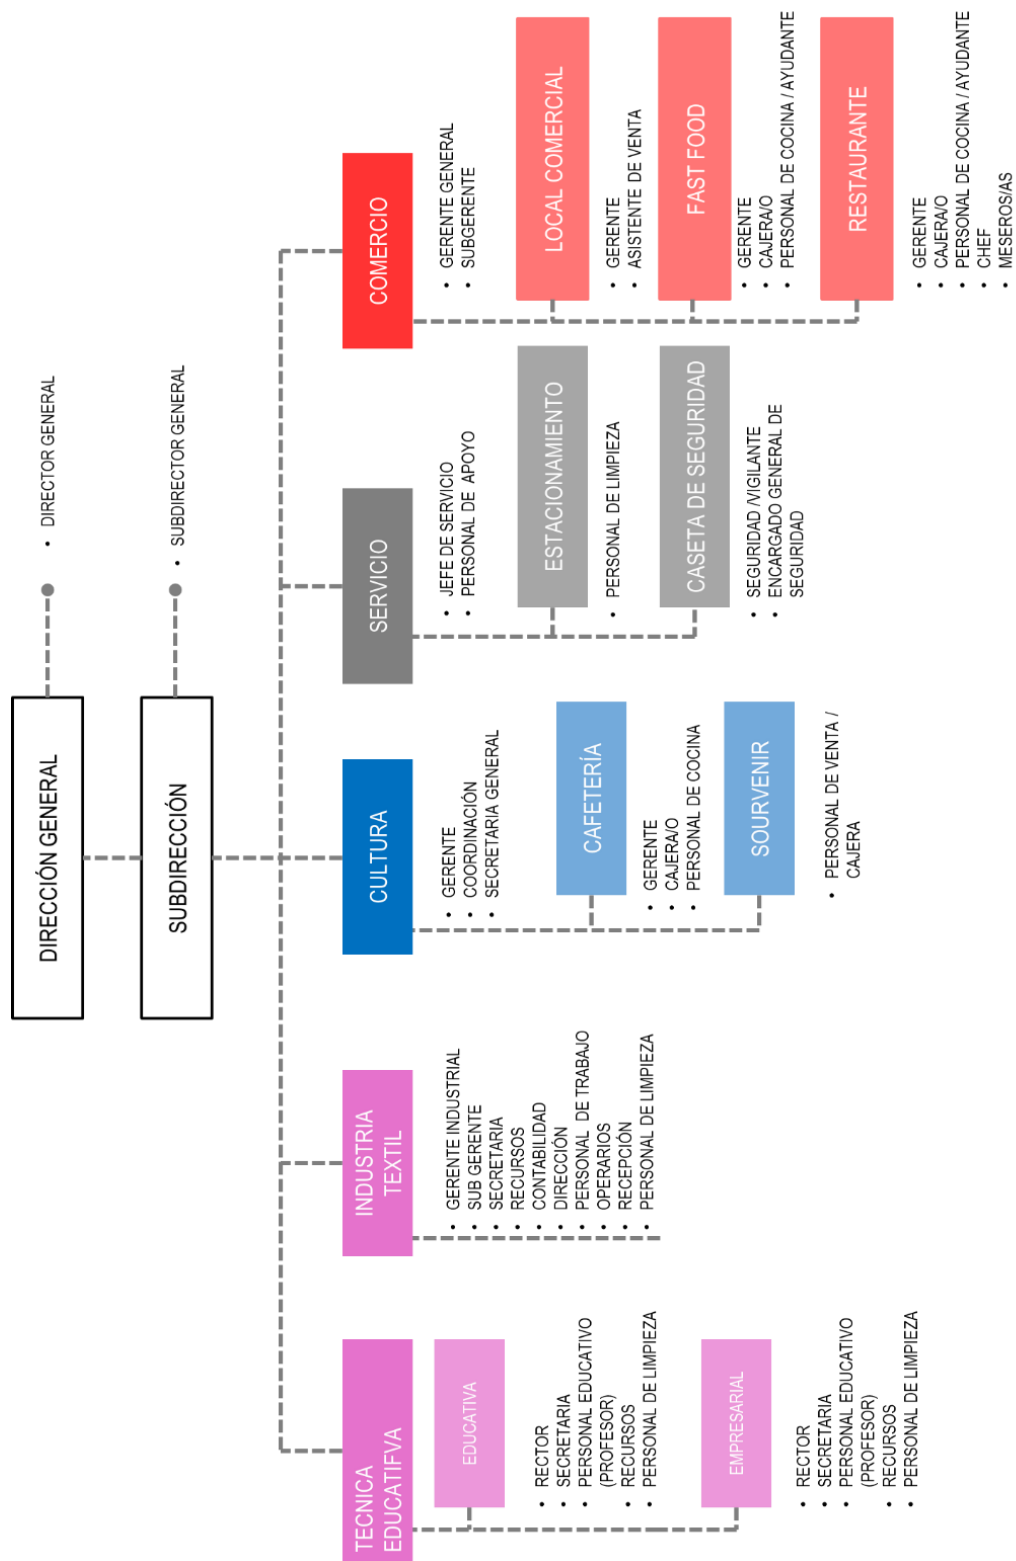 DIRECCIÓN GENERAL
• DIRECTOR GENERAL
SUBDIRECCIÓN
• SUBDIRECTOR GENERAL
TECNICA
EDUCATIFVA
EDUCATIVA
• RECTOR
• SECRETARIA
• PERSONAL EDUCATIVO
(PROFESOR)
• RECURSOS
• PERSONAL DE LIMPIEZA
EMPRESARIAL
• RECTOR
• SECRETARIA
• PERSONAL EDUCATIVO
(PROFESOR)
• RECURSOS
• PERSONAL DE LIMPIEZA
INDUSTRIA
TEXTIL
• GERENTE INDUSTRIAL
• SUB GERENTE
• SECRETARIA
• RECURSOS
• CONTABILIDAD
• DIRECCIÓN
• PERSONAL DE TRABAJO
• OPERARIOS
• RECEPCIÓN
• PERSONAL DE LIMPIEZA
CULTURA
• GERENTE
• COORDINACIÓN
• SECRETARIA GENERAL
CAFETERÍA
• GERENTE
• CAJERA/O
• PERSONAL DE COCINA
SOURVENIR
• PERSONAL DE VENTA /
CAJERA
SERVICIO
• JEFE DE SERVICIO
• PERSONAL DE APOYO
ESTACIONAMIENTO
• PERSONAL DE LIMPIEZA
CASETA DE SEGURIDAD
• SEGURIDAD /VIGILANTE
• ENCARGADO GENERAL DE
SEGURIDAD
COMERCIO
• GERENTE GENERAL
• SUBGERENTE
LOCAL COMERCIAL
• GERENTE
• ASISTENTE DE VENTA
FAST FOOD
• GERENTE
• CAJERA/O
• PERSONAL DE COCINA / AYUDANTE
RESTAURANTE
• GERENTE
• CAJERA/O
• PERSONAL DE COCINA / AYUDANTE
• CHEF
• MESEROS/AS